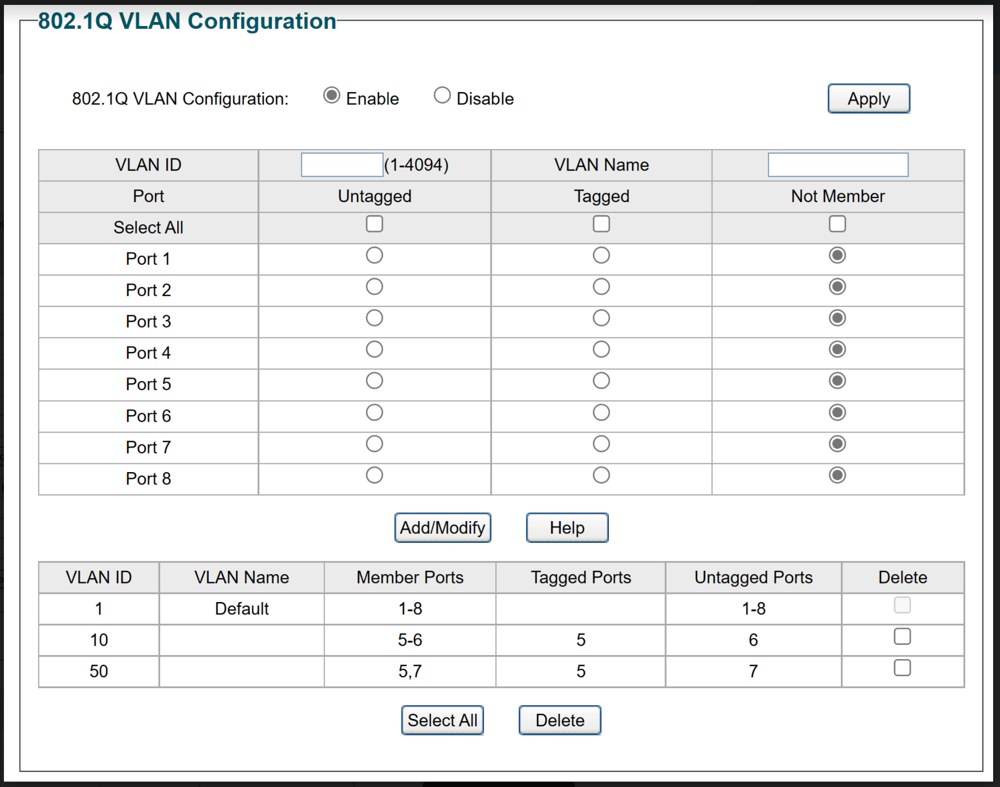 802.1Q VLAN Configuration
802.1Q VLAN Configuration: Enable Disable Apply
VLAN ID (1-4094) VLAN Name
Port Untagged Tagged Not Member
Select All
Port 1
Port 2
Port 3
Port 4
Port 5
Port 6
Port 7
Port 8
Add/Modify Help
VLAN ID VLAN Name Member Ports Tagged Ports Untagged Ports Delete
1 Default 1-8 1-8
10 5-6 5 6
50 5,7 5 7
Select All Delete